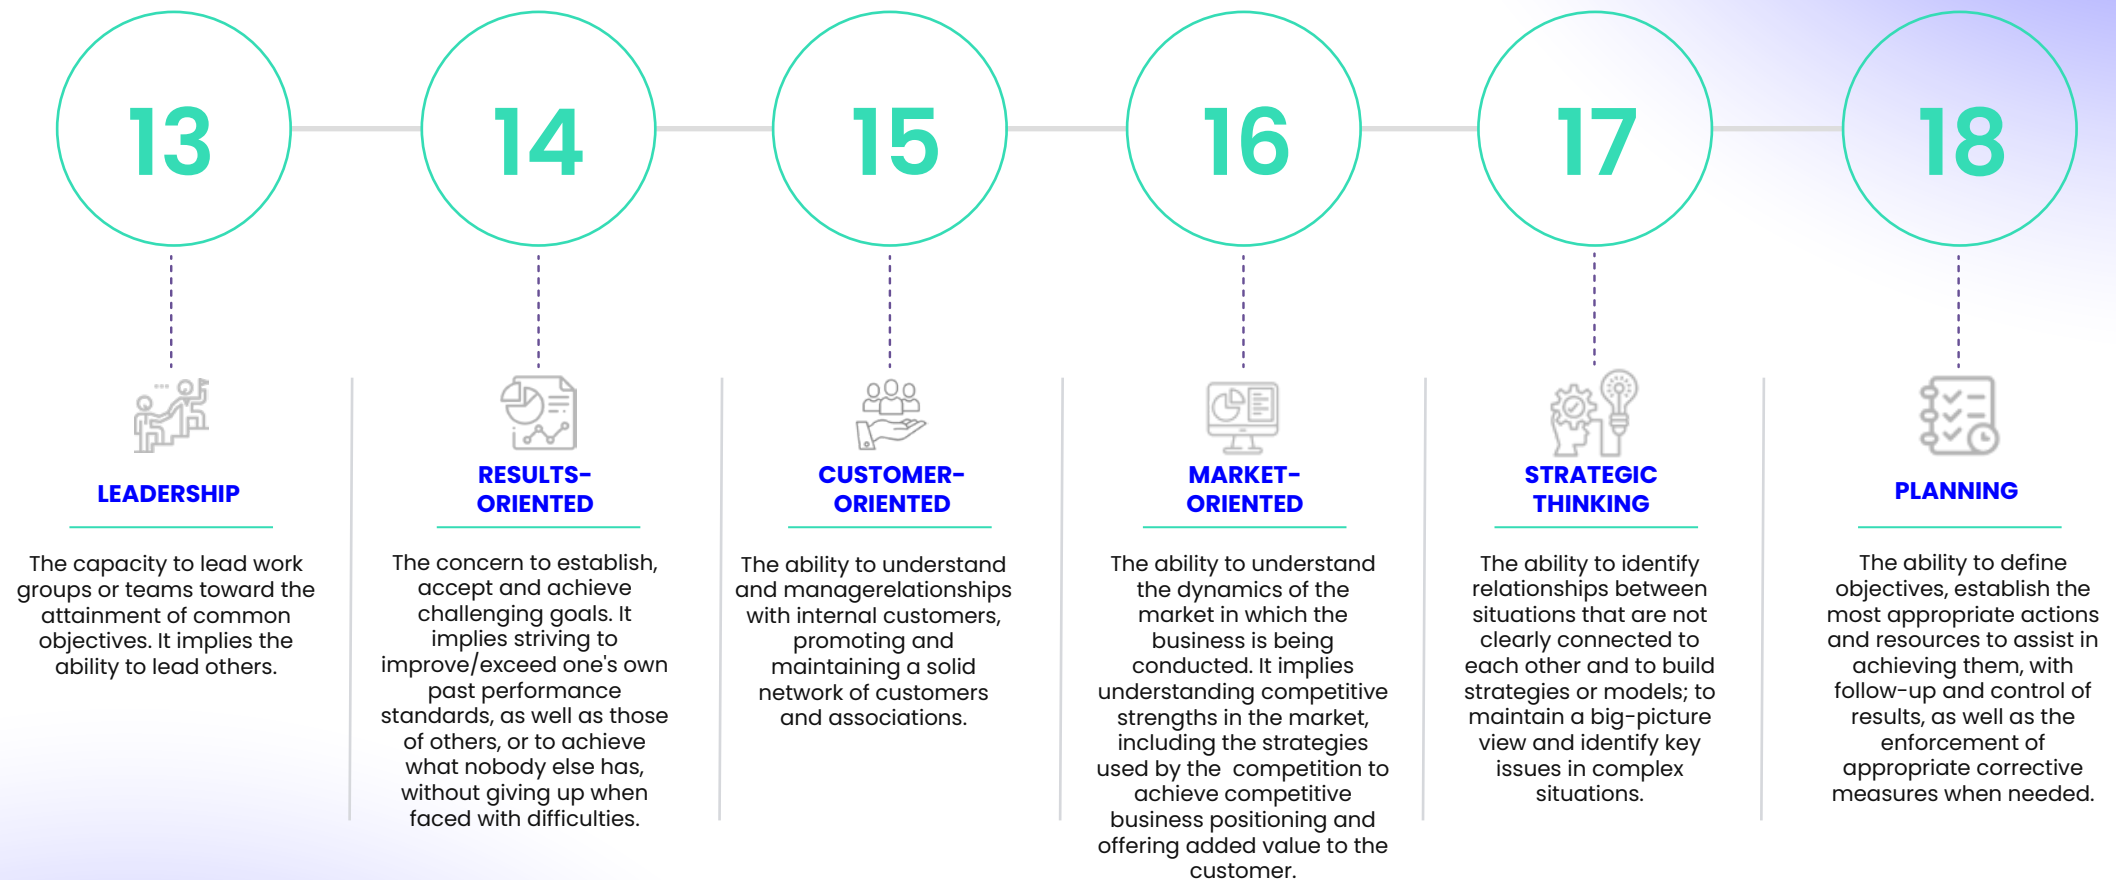 13
14
15
16
17
18
LEADERSHIP
The capacity to lead work
groups or teams toward the
attainment of common
objectives. It implies the
ability to lead others.
RESULTS-
ORIENTED
The concern to establish,
accept and achieve
challenging goals. It
implies striving to
improve/exceed one's own
past performance
standards, as well as those
of others, or to achieve
what nobody else has,
without giving up when
faced with difficulties.
CUSTOMER-
ORIENTED
The ability to understand
and managerelationships
with internal customers,
promoting and
maintaining a solid
network of customers
and associations.
MARKET-
ORIENTED
The ability to understand
the dynamics of the
market in which the
business is being
conducted. It implies
understanding competitive
strengths in the market,
including the strategies
used by the  competition to
achieve competitive
business positioning and
offering added value to the
customer.
STRATEGIC
THINKING
The ability to identify
relationships between
situations that are not
clearly connected to
each other and to build
strategies or models; to
maintain a big-picture
view and identify key
issues in complex
situations.
PLANNING
The ability to define
objectives, establish the
most appropriate actions
and resources to assist in
achieving them, with
follow-up and control of
results, as well as the
enforcement of
appropriate corrective
measures when needed.